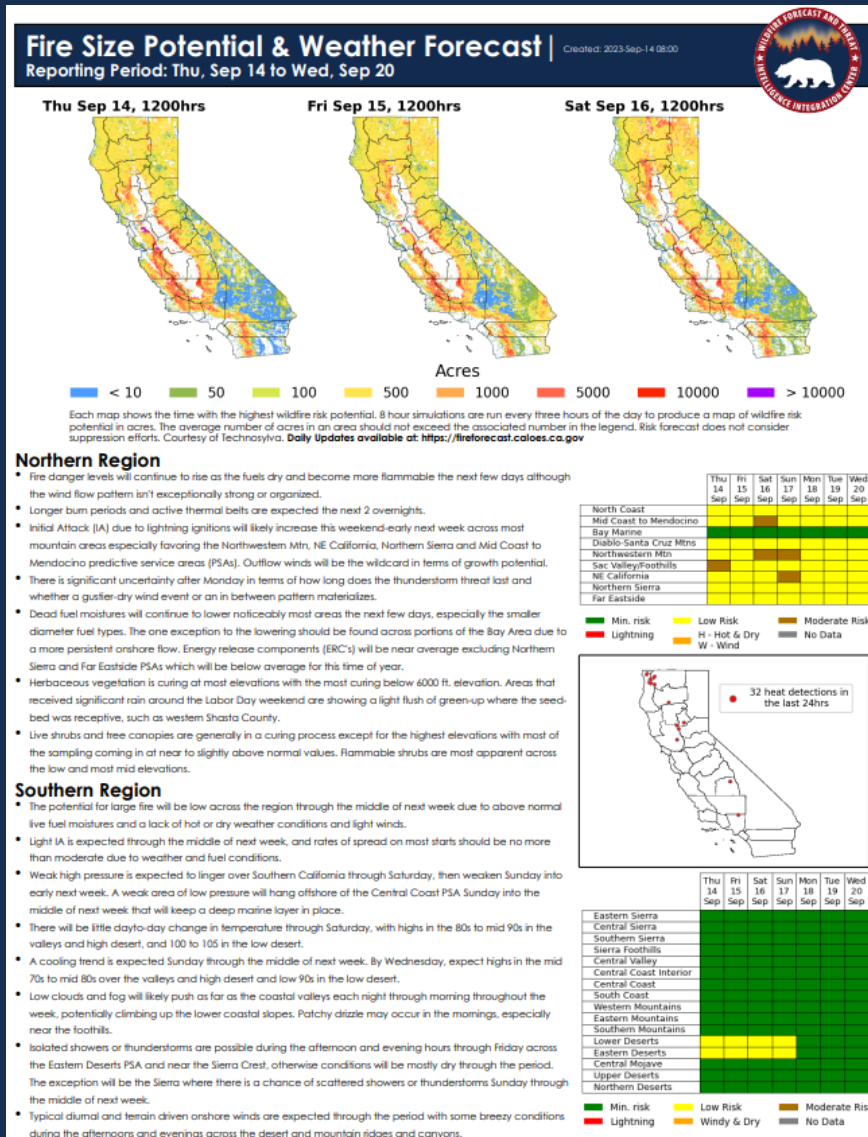 Fire Size Potential & Weather Forecast | Created: 2023-Sep-14 08:00
Reporting Period: Thu, Sep 14 to Wed, Sep 20
WILDFIRE FORECAST AND THREAT
INTELLIGENCE INTEGRATION CENTER
Thu Sep 14, 1200hrs
Fri Sep 15, 1200hrs
Sat Sep 16, 1200hrs
Acres
< 10 50 100 500 1000 5000 10000 > 10000
Each map shows the time with the highest wildfire risk potential. 8 hour simulations are run every three hours of the day to produce a map of wildfire risk
potential in acres. The average number of acres in an area should not exceed the associated number in the legend. Risk forecast does not consider
suppression efforts. Courtesy of Technosylva. Daily Updates available at: https://fireforecast.caloes.ca.gov
Northern Region
• Fire danger levels will continue to rise as the fuels dry and become more flammable the next few days although
the wind flow pattern isn't exceptionally strong or organized.
• Longer burn periods and active thermal belts are expected the next 2 overnights.
• Initial Attack (IA) due to lightning ignitions will likely increase this weekend-early next week across most
mountain areas especially favoring the Northwestern Mtn, NE California, Northern Sierra and Mid Coast to
Mendocino predictive service areas (PSAs). Outflow winds will be the wildcard in terms of growth potential.
• There is significant uncertainty after Monday in terms of how long does the thunderstorm threat last and
whether a gustier-dry wind event or an in between pattern materializes.
• Dead fuel moistures will continue to lower noticeably most areas the next few days, especially the smaller
diameter fuel types. The one exception to the lowering should be found across portions of the Bay Area due to
a more persistent onshore flow. Energy release components (ERC's) will be near average excluding Northern
Sierra and Far Eastside PSAs which will be below average for this time of year.
• Herbaceous vegetation is curing at most elevations with the most curing below 6000 ft. elevation. Areas that
received significant rain around the Labor Day weekend are showing a light flush of green-up where the seed-
bed was receptive, such as western Shasta County.
• Live shrubs and tree canopies are generally in a curing process except for the highest elevations with most of
the sampling coming in at near to slightly above normal values. Flammable shrubs are most apparent across
the low and most mid elevations.
Southern Region
• The potential for large fire will be low across the region through the middle of next week due to above normal
live fuel moistures and a lack of hot or dry weather conditions and light winds.
• Light IA is expected through the middle of next week, and rates of spread on most starts should be no more
than moderate due to weather and fuel conditions.
• Weak high pressure is expected to linger over Southern California through Saturday, then weaken Sunday into
early next week. A weak area of low pressure will hang offshore of the Central Coast PSA Sunday into the
middle of next week that will keep a deep marine layer in place.
• There will be little dayto-day change in temperature through Saturday, with highs in the 80s to mid 90s in the
valleys and high desert, and 100 to 105 in the low desert.
• A cooling trend is expected Sunday through the middle of next week. By Wednesday, expect highs in the mid
70s to mid 80s over the valleys and high desert and low 90s in the low desert.
• Low clouds and fog will likely push as far as the coastal valleys each night through morning throughout the
week, potentially climbing up the lower coastal slopes. Patchy drizzle may occur in the mornings, especially
near the foothills.
• Isolated showers or thunderstorms are possible during the afternoon and evening hours through Friday across
the Eastern Deserts PSA and near the Sierra Crest, otherwise conditions will be mostly dry through the period.
The exception will be the Sierra where there is a chance of scattered showers or thunderstorms Sunday through
the middle of next week.
• Typical diurnal and terrain driven onshore winds are expected through the period with some breezy conditions
during the afternoons and evenings across the desert and mountain ridges and canyons.
Thu Fri Sat Sun Mon Tue Wed
14 15 16 17 18 19 20
Sep Sep Sep Sep Sep Sep Sep
North Coast
Mid Coast to Mendocino
Bay Marine
Diablo-Santa Cruz Mtns
Northwestern Mtn
Sac Valley/Foothills
NE California
Northern Sierra
Far Eastside
Min. risk Low Risk Moderate Risk
Lightning H - Hot & Dry No Data
W - Wind
32 heat detections in
the last 24hrs
Thu Fri Sat Sun Mon Tue Wed
14 15 16 17 18 19 20
Sep Sep Sep Sep Sep Sep Sep
Eastern Sierra
Central Sierra
Southern Sierra
Sierra Foothills
Central Valley
Central Coast Interior
Central Coast
South Coast
Western Mountains
Eastern Mountains
Southern Mountains
Lower Deserts
Eastern Deserts
Central Mojave
Upper Deserts
Northern Deserts
Min. risk Low Risk Moderate Risk
Lightning Windy & Dry No Data